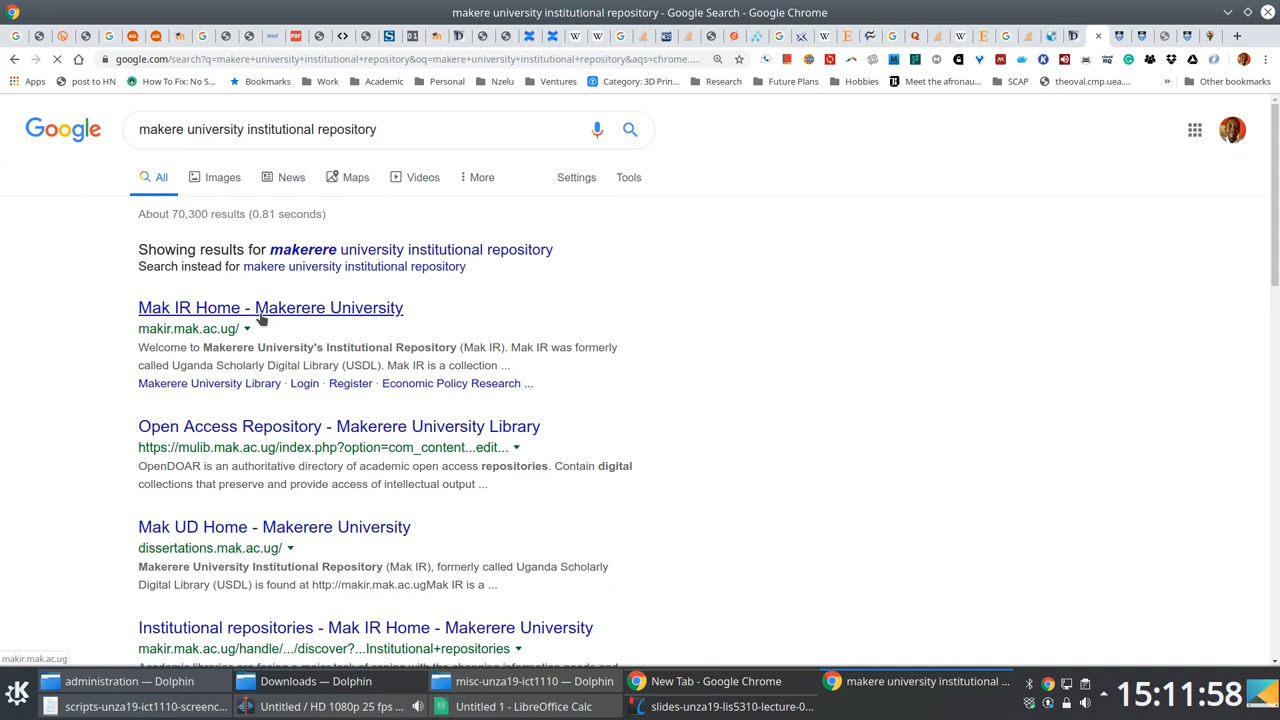 makere university institutional repository - Google Search - Google Chrome
google.com/search?q=makere+university+institutional+repository&oq=makere+university+institutional+repository&aqs=chrome....
Apps post to HN How To Fix: No S... Bookmarks Work Academic Personal Nzelu Ventures Category: 3D Prin... Research Future Plans Hobbies Meet the afronau... SCAP theoval.cmp.uea.... » Other bookmarks
Google makere university institutional repository
All Images News Maps Videos More Settings Tools
About 70,300 results (0.81 seconds)
Showing results for makerere university institutional repository
Search instead for makere university institutional repository
Mak IR Home - Makerere University
makir.mak.ac.ug/
Welcome to Makerere University's Institutional Repository (Mak IR). Mak IR was formerly
called Uganda Scholarly Digital Library (USDL). Mak IR is a collection ...
Makerere University Library · Login · Register · Economic Policy Research ...
Open Access Repository - Makerere University Library
https://mulib.mak.ac.ug/index.php?option=com_content...edit...
OpenDOAR is an authoritative directory of academic open access repositories. Contain digital
collections that preserve and provide access of intellectual output ...
Mak UD Home - Makerere University
dissertations.mak.ac.ug/
Makerere University Institutional Repository (Mak IR), formerly called Uganda Scholarly
Digital Library (USDL) is found at http://makir.mak.ac.ugMak IR is a ...
Institutional repositories - Mak IR Home - Makerere University
makir.mak.ac.ug/handle/.../discover?...Institutional+repositories
makir.mak.ac.ug
administration — Dolphin Downloads — Dolphin misc-unza19-ict1110 — Dolphin New Tab - Google Chrome makere university institutional ...
scripts-unza19-ict1110-screenc... Untitled / HD 1080p 25 fps ... Untitled 1 - LibreOffice Calc slides-unza19-lis5310-lecture-0...
15:11:58